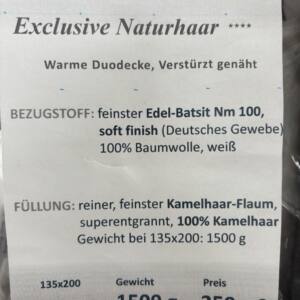 Exclusive Naturhaar ****
Warme Duodecke, Verstürzt genäht
BEZUGSTOFF: feinster Edel-Batsit Nm 100,
soft finish (Deutsches Gewebe)
100% Baumwolle, weiß
FÜLLUNG: reiner, feinster Kamelhaar-Flaum,
superentgrannt, 100% Kamelhaar
Gewicht bei 135x200: 1500 g
135x200 Gewicht Preis
1500 g